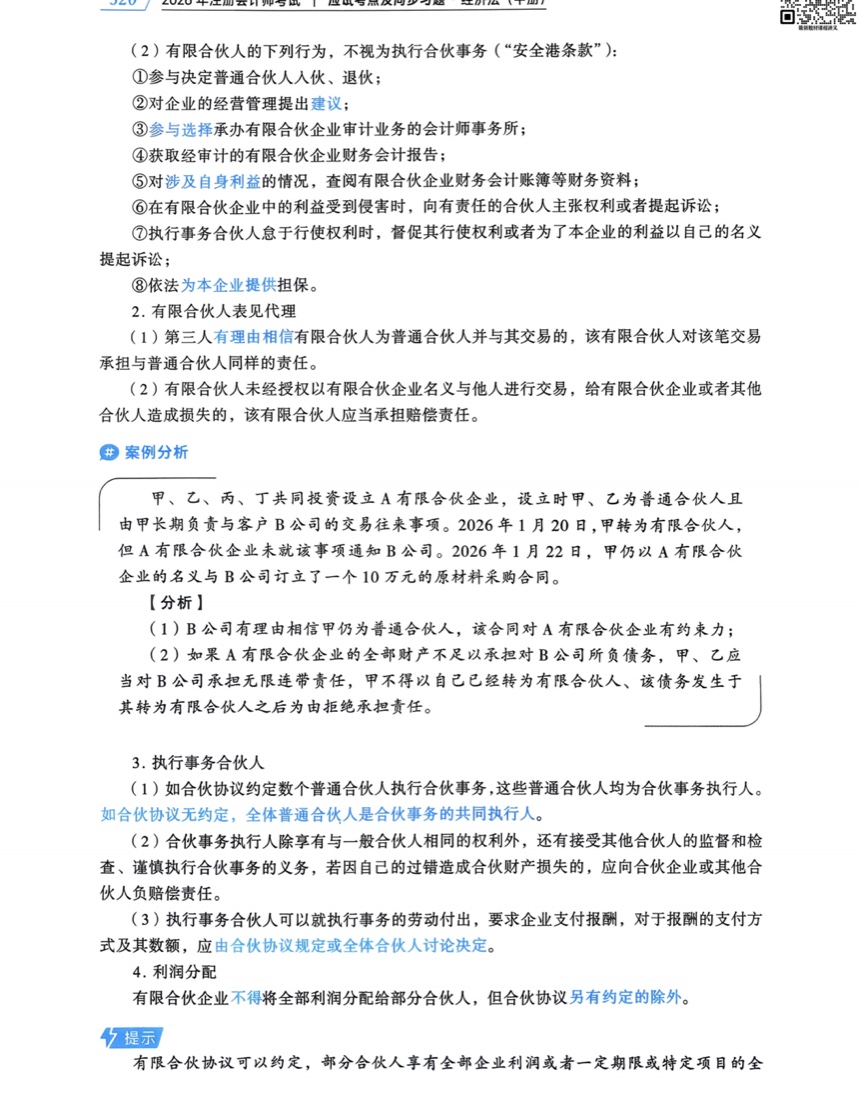 320 / 2026 年注册会计师考试 | 应试考点及同步习题·经济法(下册)
(2)有限合伙人的下列行为,不视为执行合伙事务(“安全港条款”):
①参与决定普通合伙人入伙、退伙;
②对企业的经营管理提出建议;
③参与选择承办有限合伙企业审计业务的会计师事务所;
④获取经审计的有限合伙企业财务会计报告;
⑤对涉及自身利益的情况,查阅有限合伙企业财务会计账簿等财务资料;
⑥在有限合伙企业中的利益受到侵害时,向有责任的合伙人主张权利或者提起诉讼;
⑦执行事务合伙人怠于行使权利时,督促其行使权利或者为了本企业的利益以自己的名义
提起诉讼;
⑧依法为本企业提供担保。
2. 有限合伙人表见代理
(1)第三人有理由相信有限合伙人为普通合伙人并与其交易的,该有限合伙人对该笔交易
承担与普通合伙人同样的责任。
(2)有限合伙人未经授权以有限合伙企业名义与他人进行交易,给有限合伙企业或者其他
合伙人造成损失的,该有限合伙人应当承担赔偿责任。
# 案例分析
甲、乙、丙、丁共同投资设立 A 有限合伙企业,设立时甲、乙为普通合伙人且
由甲长期负责与客户 B 公司的交易往来事项。2026 年 1 月 20 日,甲转为有限合伙人,
但 A 有限合伙企业未就该事项通知 B 公司。2026 年 1 月 22 日,甲仍以 A 有限合伙
企业的名义与 B 公司订立了一个 10 万元的原材料采购合同。
【分析】
(1)B 公司有理由相信甲仍为普通合伙人,该合同对 A 有限合伙企业有约束力;
(2)如果 A 有限合伙企业的全部财产不足以承担对 B 公司所负债务,甲、乙应
当对 B 公司承担无限连带责任,甲不得以自己已经转为有限合伙人、该债务发生于
其转为有限合伙人之后为由拒绝承担责任。
3. 执行事务合伙人
(1)如合伙协议约定数个普通合伙人执行合伙事务,这些普通合伙人均为合伙事务执行人。
如合伙协议无约定,全体普通合伙人是合伙事务的共同执行人。
(2)合伙事务执行人除享有与一般合伙人相同的权利外,还有接受其他合伙人的监督和检
查、谨慎执行合伙事务的义务,若因自己的过错造成合伙财产损失的,应向合伙企业或其他合
伙人负赔偿责任。
(3)执行事务合伙人可以就执行事务的劳动付出,要求企业支付报酬,对于报酬的支付方
式及其数额,应由合伙协议规定或全体合伙人讨论决定。
4. 利润分配
有限合伙企业不得将全部利润分配给部分合伙人,但合伙协议另有约定的除外。
提示
有限合伙协议可以约定,部分合伙人享有全部企业利润或者一定期限或特定项目的全